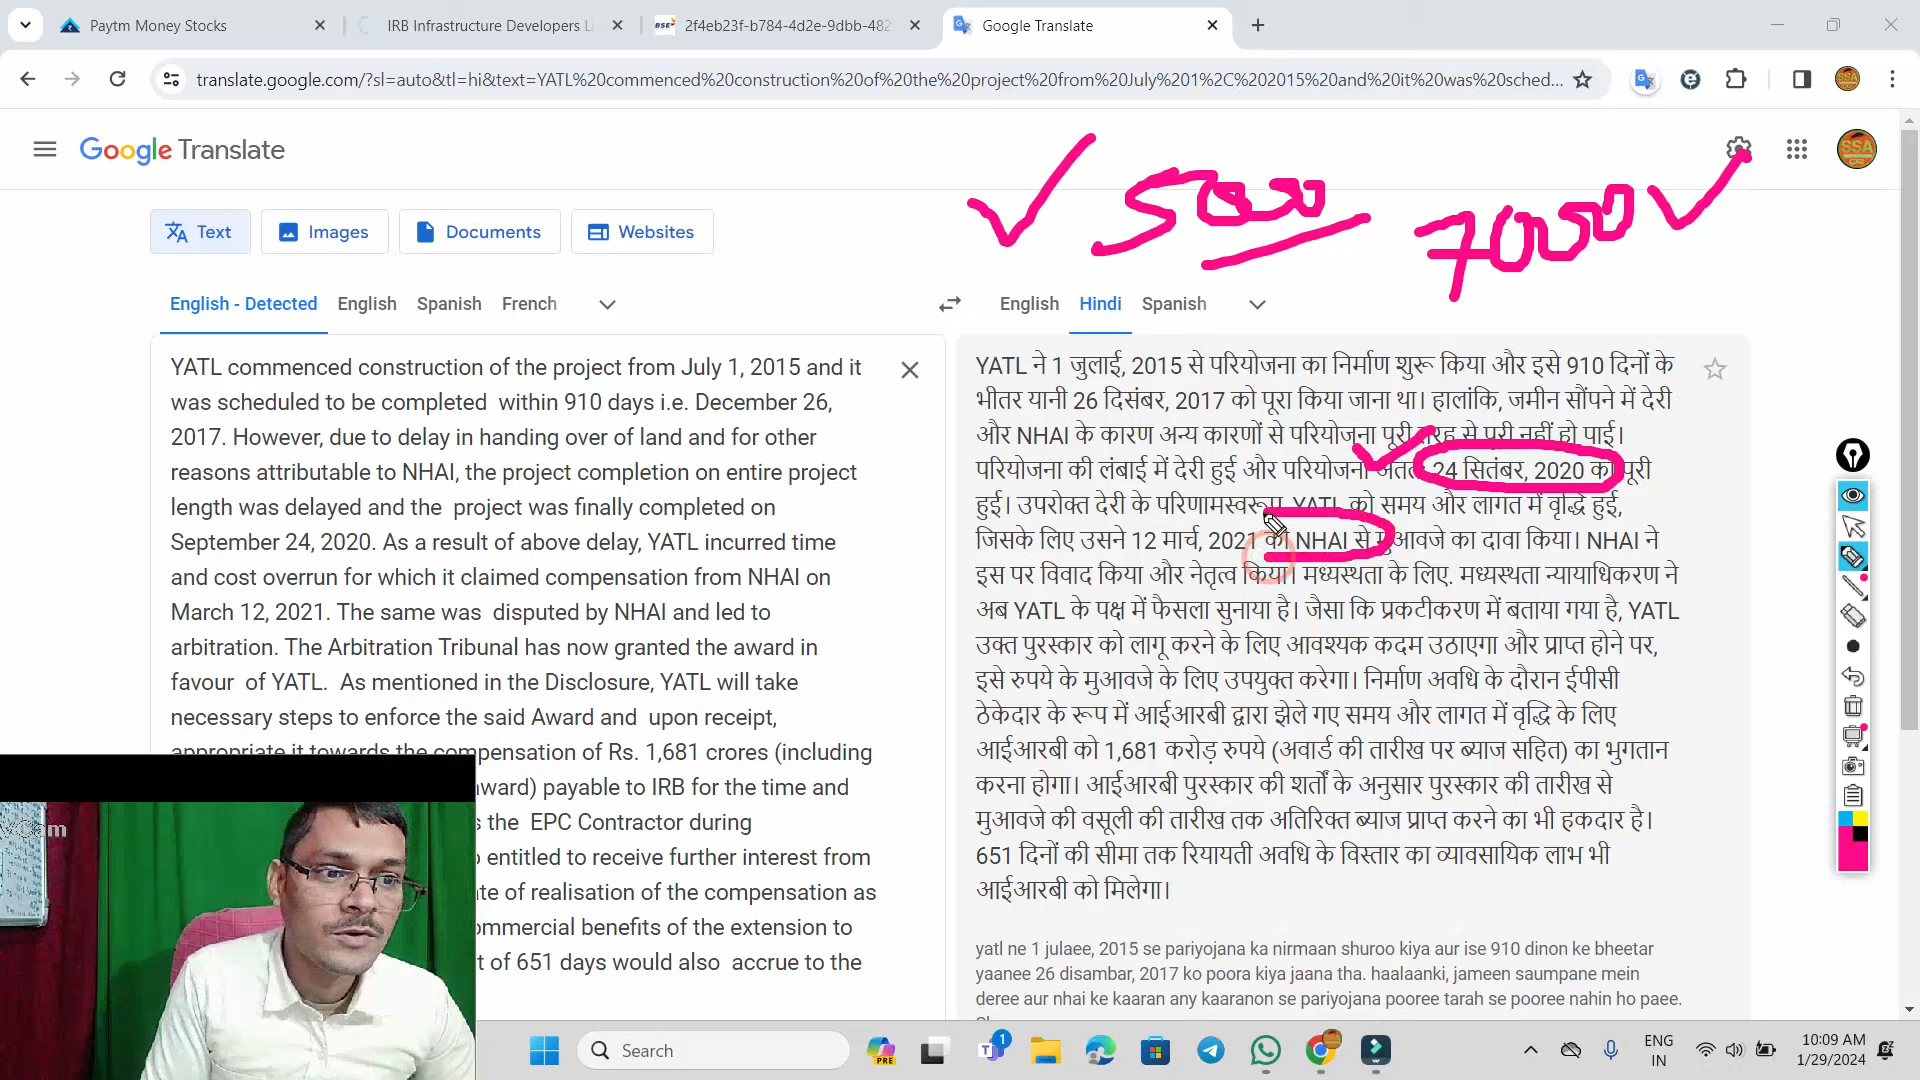 Paytm Money Stocks
IRB Infrastructure Developers Li
BSE
2f4eb23f-b784-4d2e-9dbb-482
Google Translate
translate.google.com/?sl=auto&tl=hi&text=YATL%20commenced%20construction%20of%20the%20project%20from%20July%201%2C%202015%20and%20it%20was%20sched...
SSA
Google Translate
SSA
5000
7000
Text
Images
Documents
Websites
English - Detected
English
Spanish
French
English
Hindi
Spanish
YATL commenced construction of the project from July 1, 2015 and it
was scheduled to be completed within 910 days i.e. December 26,
2017. However, due to delay in handing over of land and for other
reasons attributable to NHAI, the project completion on entire project
length was delayed and the project was finally completed on
September 24, 2020. As a result of above delay, YATL incurred time
and cost overrun for which it claimed compensation from NHAI on
March 12, 2021. The same was disputed by NHAI and led to
arbitration. The Arbitration Tribunal has now granted the award in
favour of YATL. As mentioned in the Disclosure, YATL will take
necessary steps to enforce the said Award and upon receipt,
appropriate it towards the compensation of Rs. 1,681 crores (including
award) payable to IRB for the time and
the EPC Contractor during
entitled to receive further interest from
of realisation of the compensation as
of the extension to
of 651 days would also accrue to the
YATL ने 1 जुलाई, 2015 से परियोजना का निर्माण शुरू किया और इसे 910 दिनों के
भीतर यानी 26 दिसंबर, 2017 को पूरा किया जाना था। हालांकि, जमीन सौंपने में देरी
और NHAI के कारण अन्य कारणों से परियोजना पूरी तरह से पूरी नहीं हो पाई।
परियोजना की लंबाई में देरी हुई और परियोजना अंततः 24 सितंबर, 2020 को पूरी
हुई। उपरोक्त देरी के परिणामस्वरूप, YATL को समय और लागत में वृद्धि हुई,
जिसके लिए उसने 12 मार्च, 2021 को NHAI से मुआवजे का दावा किया। NHAI ने
इस पर विवाद किया और नेतृत्व किया। मध्यस्थता के लिए. मध्यस्थता न्यायाधिकरण ने
अब YATL के पक्ष में फैसला सुनाया है। जैसा कि प्रकटीकरण में बताया गया है, YATL
उक्त पुरस्कार को लागू करने के लिए आवश्यक कदम उठाएगा और प्राप्त होने पर,
इसे रुपये के मुआवजे के लिए उपयुक्त करेगा। निर्माण अवधि के दौरान ईपीसी
ठेकेदार के रूप में आईआरबी द्वारा झेले गए समय और लागत में वृद्धि के लिए
आईआरबी को 1,681 करोड़ रुपये (अवार्ड की तारीख पर ब्याज सहित) का भुगतान
करना होगा। आईआरबी पुरस्कार की शर्तों के अनुसार पुरस्कार की तारीख से
मुआवजे की वसूली की तारीख तक अतिरिक्त ब्याज प्राप्त करने का भी हकदार है।
651 दिनों की सीमा तक रियायती अवधि के विस्तार का व्यावसायिक लाभ भी
आईआरबी को मिलेगा।
yatl ne 1 julaee, 2015 se pariyojana ka nirmaan shuroo kiya aur ise 910 dinon ke bheetar
yaanee 26 disambar, 2017 ko poora kiya jaana tha. haalaanki, jameen saumpane mein
deree aur nhai ke kaaran any kaaranon se pariyojana pooree tarah se pooree nahin ho paee.
Search
PRE
1
ENG
IN
10:09 AM
1/29/2024